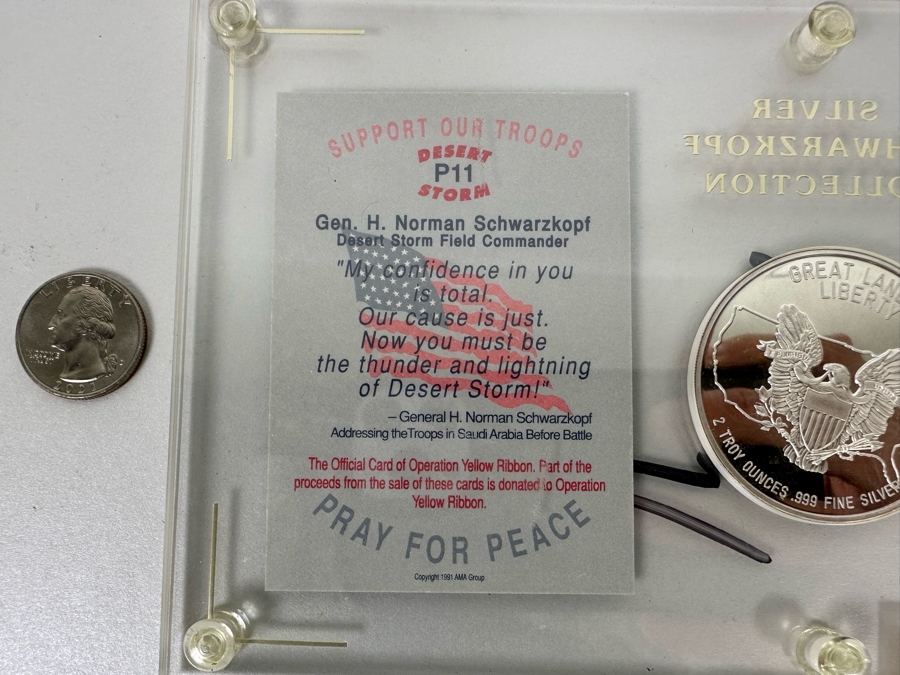 SUPPORT OUR TROOPS
DESERT
P11
STORM
Gen. H. Norman Schwarzkopf
Desert Storm Field Commander
"My confidence in you
is total.
Our cause is just.
Now you must be
the thunder and lightning
of Desert Storm!"
– General H. Norman Schwarzkopf
Addressing the Troops in Saudi Arabia Before Battle
The Official Card of Operation Yellow Ribbon. Part of the
proceeds from the sale of these cards is donated to Operation
Yellow Ribbon.
PRAY FOR PEACE
Copyright 1991 AMA Group
SILVER
HWARZKOPF
OLLECTION
GREAT LAN
LIBERTY
2 TROY OUNCES .999 FINE SILVER
LIBERTY